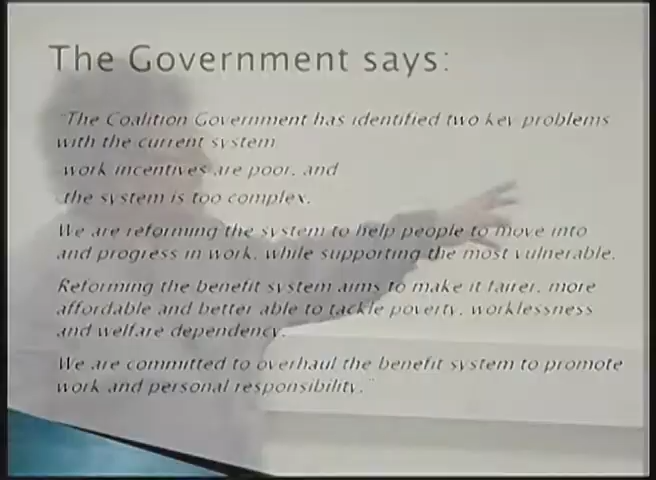 The Government says:
"The Coalition Government has identified two key problems
with the current system
work incentives are poor, and
the system is too complex.
We are reforming the system to help people to move into
and progress in work, while supporting the most vulnerable.
Reforming the benefit system aims to make it fairer, more
affordable and better able to tackle poverty, worklessness
and welfare dependency.
We are committed to overhaul the benefit system to promote
work and personal responsibility."